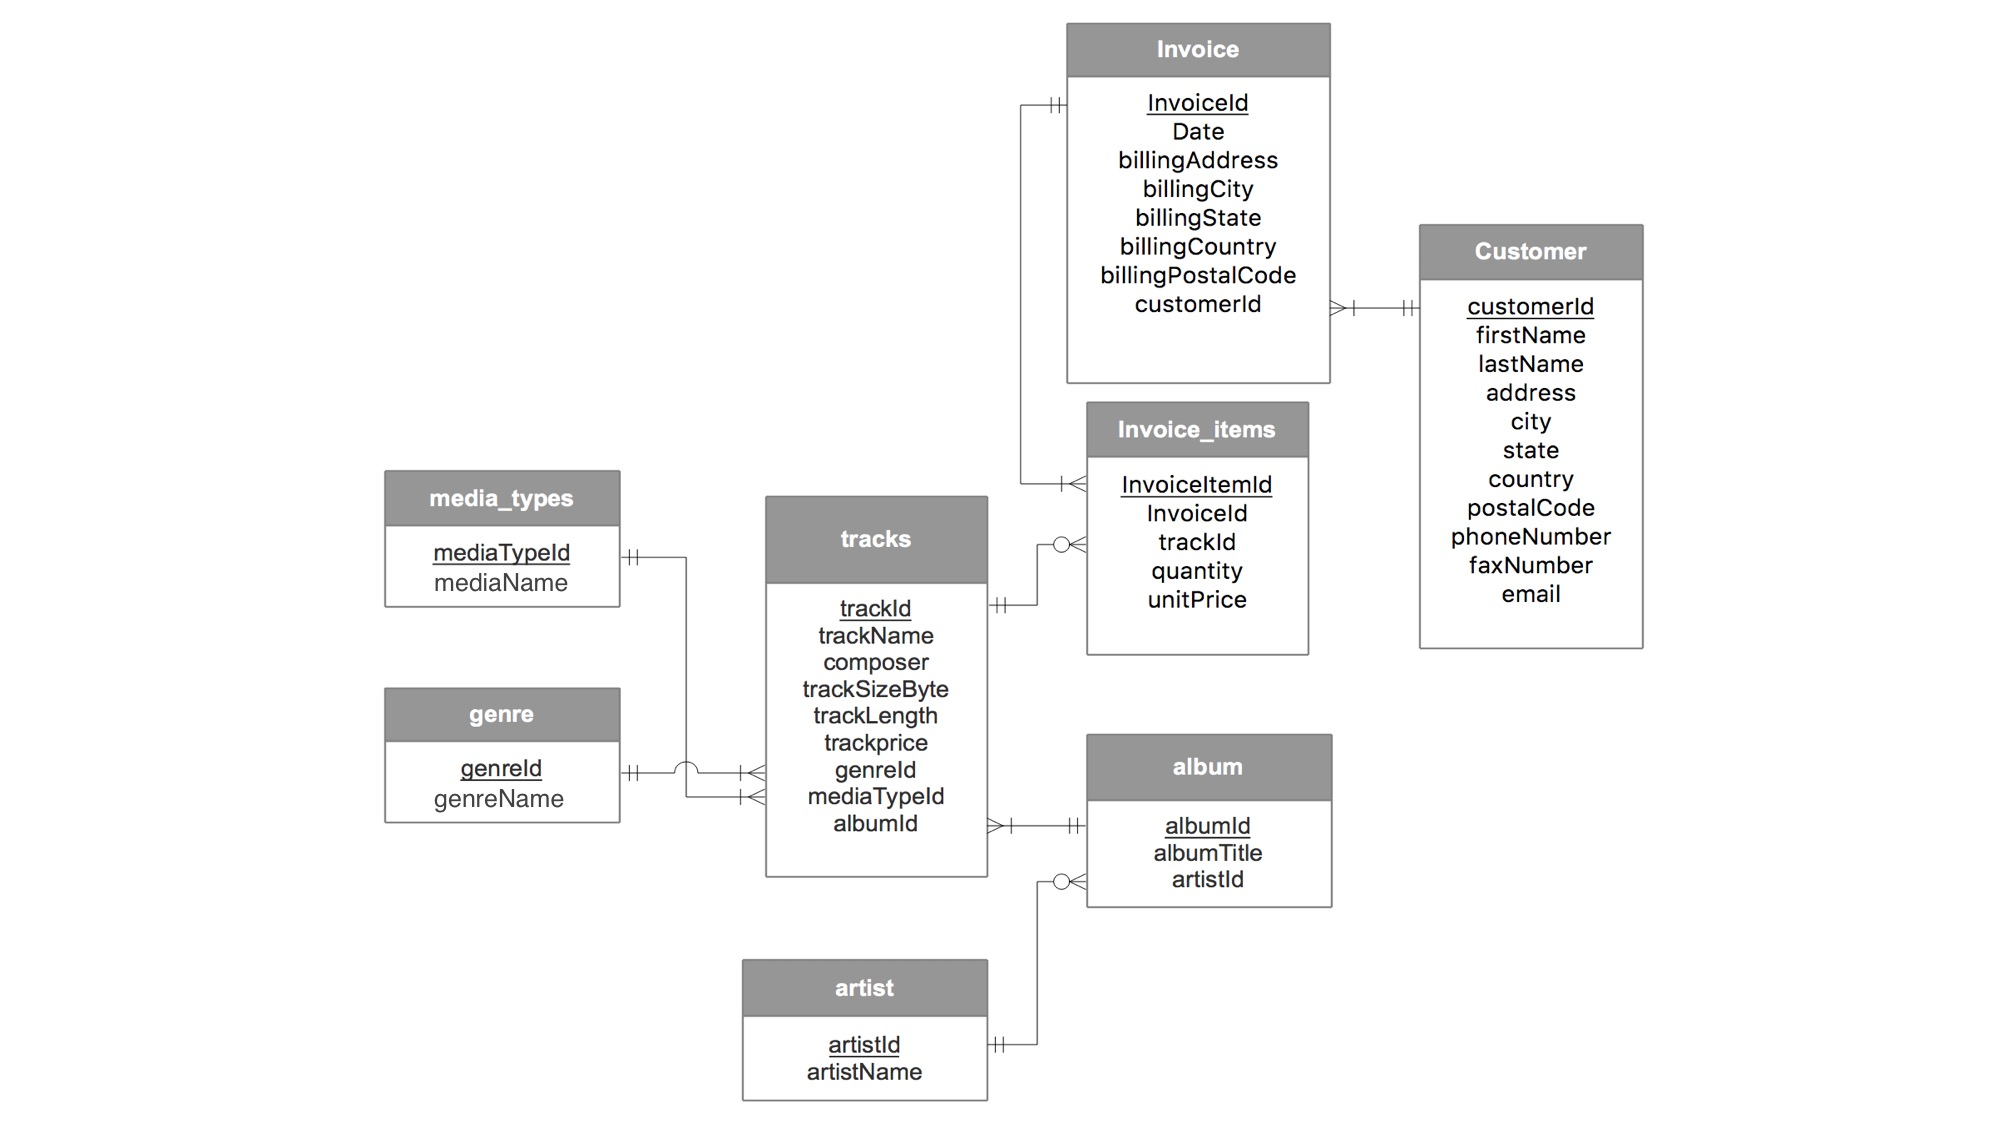 Invoice
InvoiceId
Date
billingAddress
billingCity
billingState
billingCountry
billingPostalCode
customerId
Customer
customerId
firstName
lastName
address
city
state
country
postalCode
phoneNumber
faxNumber
email
Invoice_items
InvoiceItemId
InvoiceId
trackId
quantity
unitPrice
media_types
mediaTypeId
mediaName
tracks
trackId
trackName
composer
trackSizeByte
trackLength
trackprice
genreId
mediaTypeId
albumId
genre
genreId
genreName
album
albumId
albumTitle
artistId
artist
artistId
artistName